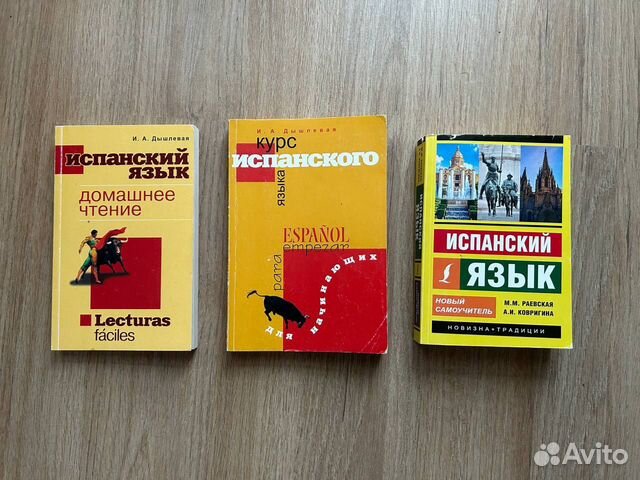 И. А. Дышлевая
испанский
язык
домашнее
чтение
Lecturas
fáciles
И. А. Дышлевая
курс
испанского
языка
ESPAÑOL
para
empezar
для начинающих
ИСПАНСКИЙ
ЯЗЫК
НОВЫЙ
САМОУЧИТЕЛЬ
М.М. РАЕВСКАЯ
А.И. КОВРИГИНА
НОВИЗНА+ТРАДИЦИИ
Avito